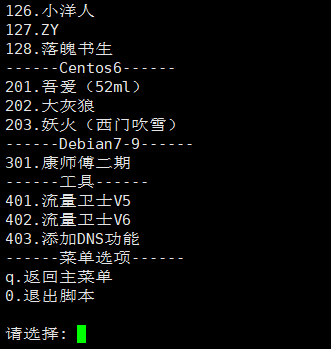 126.小洋人
127.ZY
128.落魄书生
------Centos6------
201.吾爱（52ml）
202.大灰狼
203.妖火（西门吹雪）
------Debian7-9------
301.康师傅二期
------工具------
401.流量卫士V5
402.流量卫士V6
403.添加DNS功能
------菜单选项------
q.返回主菜单
0.退出脚本
请选择: